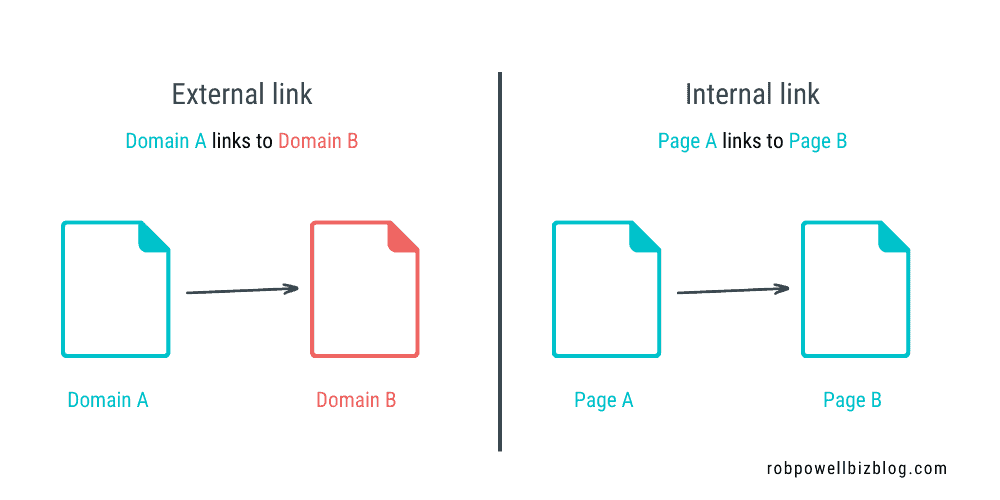 External link
Domain A links to Domain B
Domain A
Domain B
Internal link
Page A links to Page B
Page A
Page B
robpowellbizblog.com